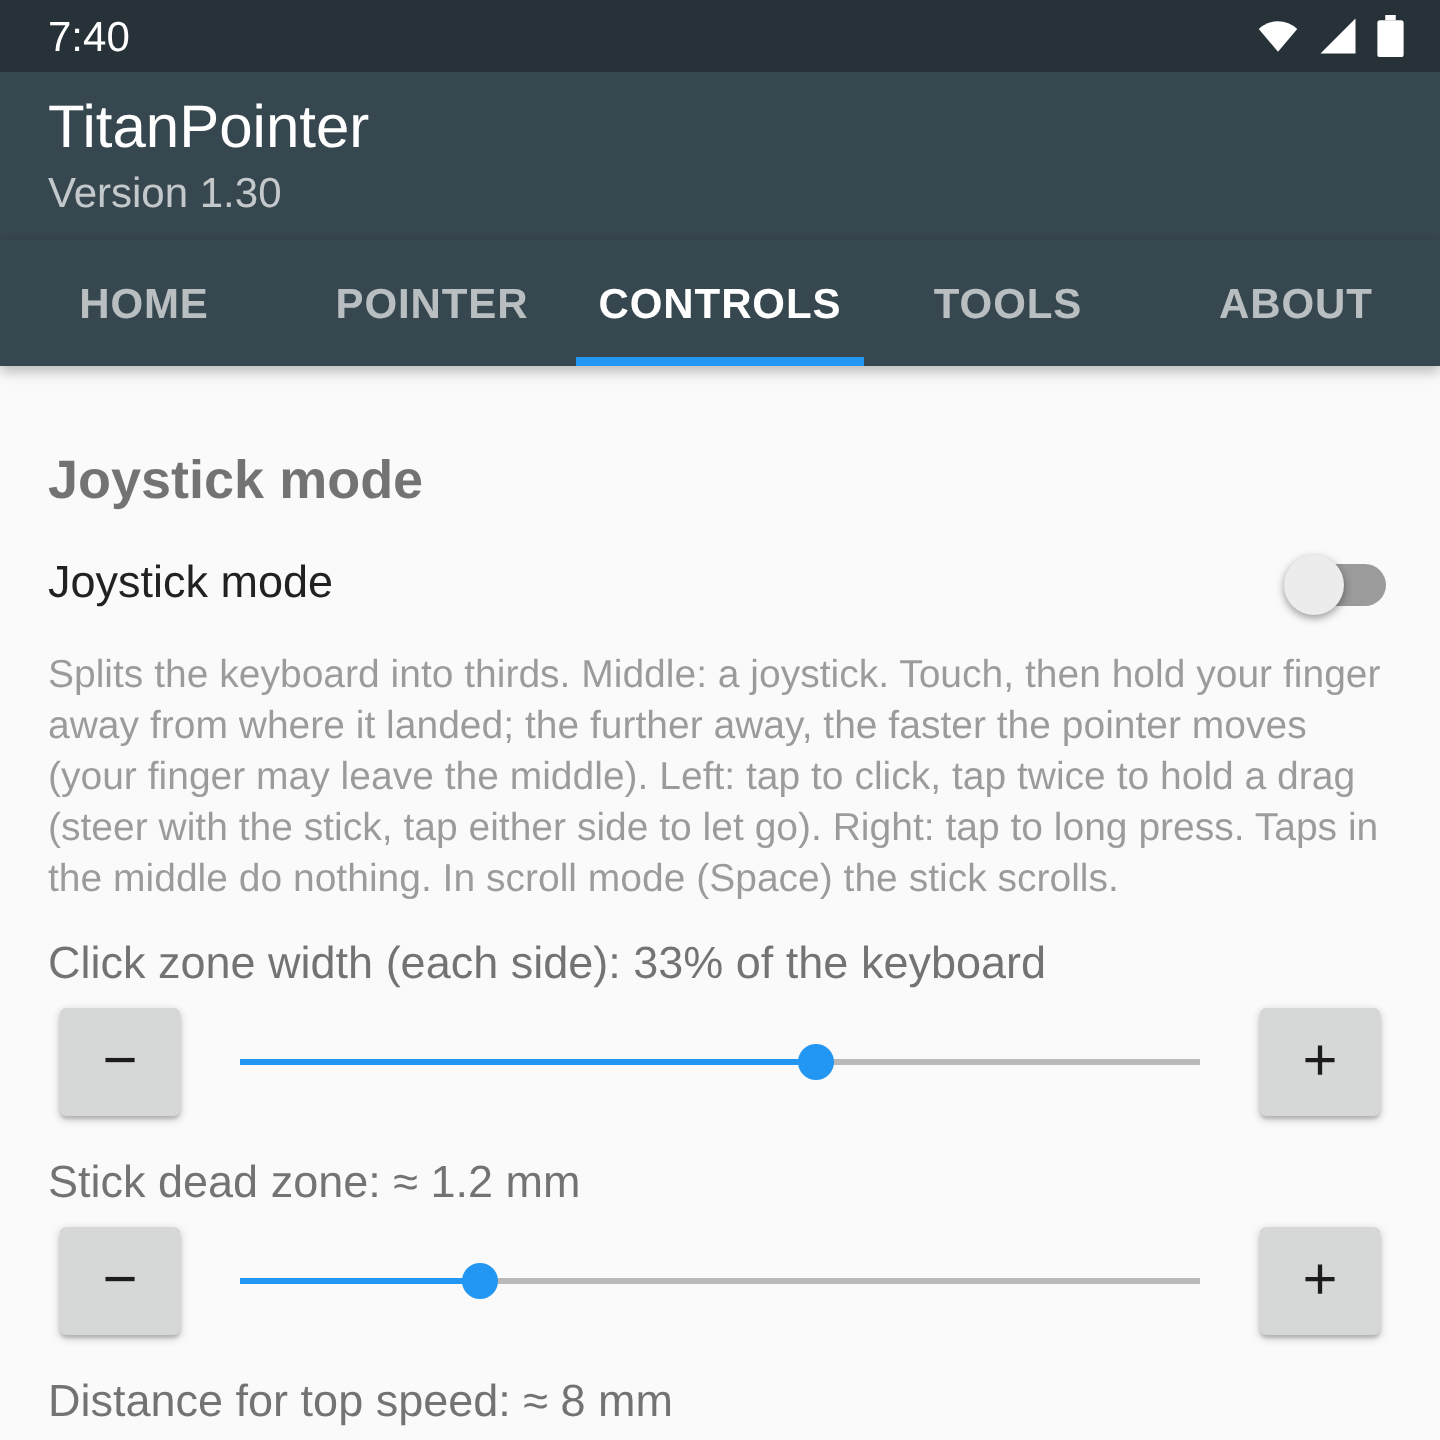 7:40
TitanPointer
Version 1.30
HOME POINTER CONTROLS TOOLS ABOUT
Joystick mode
Joystick mode
Splits the keyboard into thirds. Middle: a joystick. Touch, then hold your finger
away from where it landed; the further away, the faster the pointer moves
(your finger may leave the middle). Left: tap to click, tap twice to hold a drag
(steer with the stick, tap either side to let go). Right: tap to long press. Taps in
the middle do nothing. In scroll mode (Space) the stick scrolls.
Click zone width (each side): 33% of the keyboard
− +
Stick dead zone: ≈ 1.2 mm
− +
Distance for top speed: ≈ 8 mm